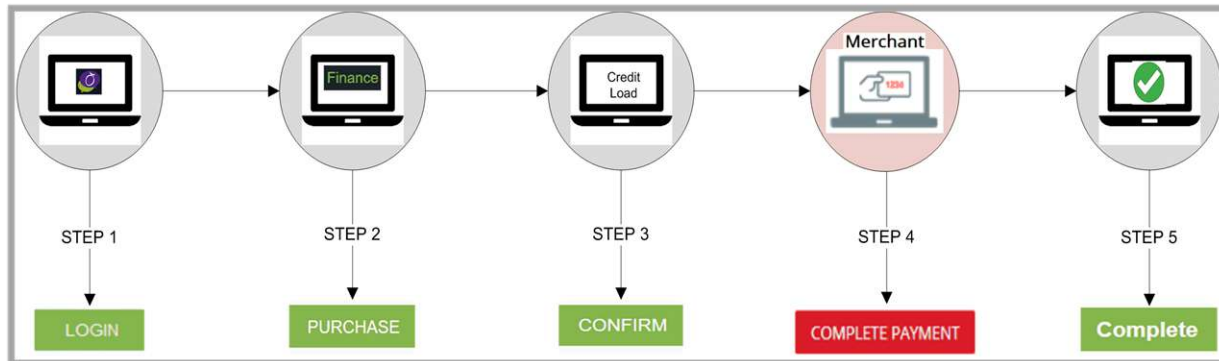 Merchant
Finance
Credit
Load
1234
STEP 1
STEP 2
STEP 3
STEP 4
STEP 5
LOGIN
PURCHASE
CONFIRM
COMPLETE PAYMENT
Complete